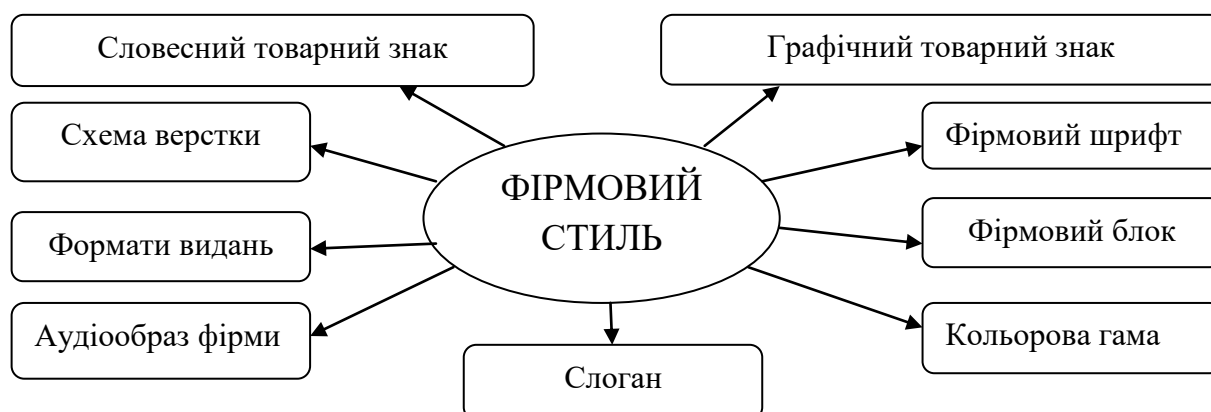 Словесний товарний знак
Графічний товарний знак
Схема верстки
Фірмовий шрифт
ФІРМОВИЙ
СТИЛЬ
Формати видань
Фірмовий блок
Аудіообраз фірми
Кольорова гама
Слоган